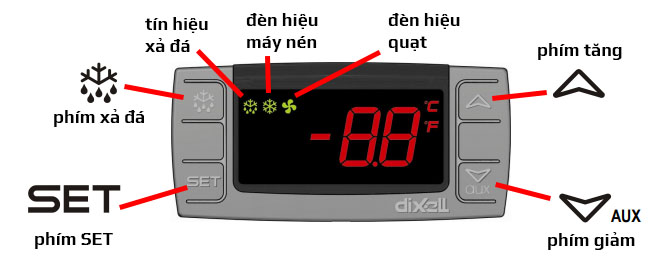 tín hiệu
xả đá
đèn hiệu
máy nén
đèn hiệu
quạt
phím tăng
phím xả đá
-8.8
°C
°F
SET
SET
aux
AUX
dixell
phím SET
phím giảm